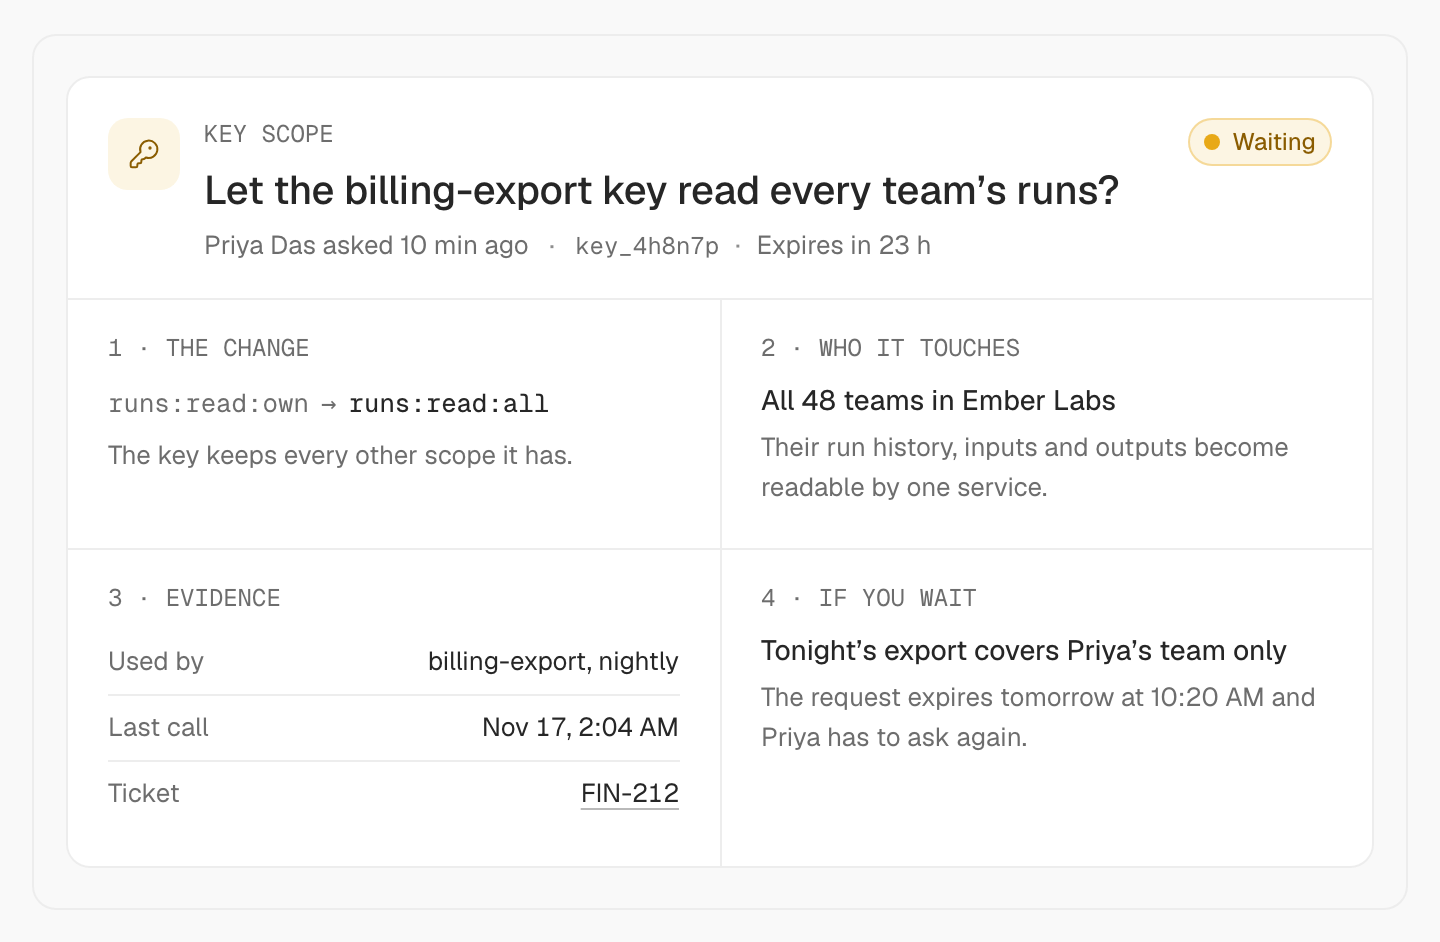 KEY SCOPE
Waiting
Let the billing-export key read every team’s runs?
Priya Das asked 10 min ago · key_4h8n7p · Expires in 23 h
1 · THE CHANGE
runs:read:own → runs:read:all
The key keeps every other scope it has.
2 · WHO IT TOUCHES
All 48 teams in Ember Labs
Their run history, inputs and outputs become
readable by one service.
3 · EVIDENCE
Used by billing-export, nightly
Last call Nov 17, 2:04 AM
Ticket FIN-212
4 · IF YOU WAIT
Tonight’s export covers Priya’s team only
The request expires tomorrow at 10:20 AM and
Priya has to ask again.